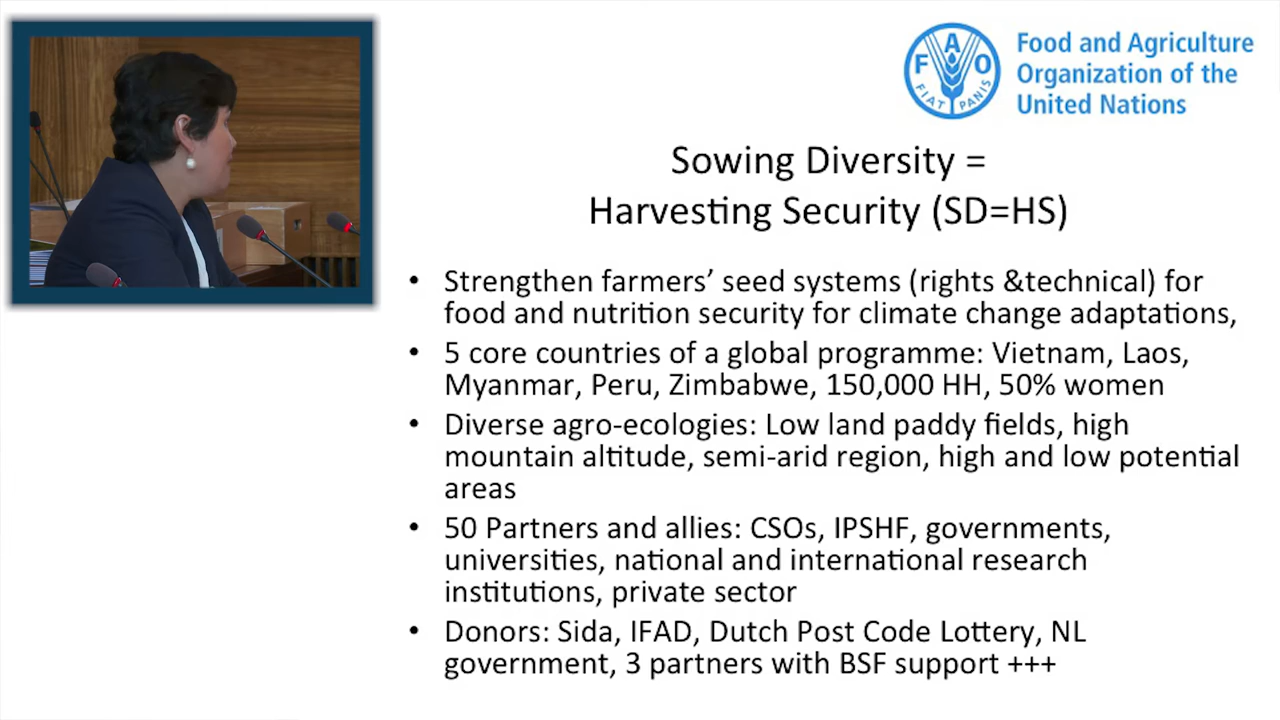 F A O
FIAT PANIS
Food and Agriculture
Organization of the
United Nations
Sowing Diversity =
Harvesting Security (SD=HS)
• Strengthen farmers’ seed systems (rights &technical) for
food and nutrition security for climate change adaptations,
• 5 core countries of a global programme: Vietnam, Laos,
Myanmar, Peru, Zimbabwe, 150,000 HH, 50% women
• Diverse agro-ecologies: Low land paddy fields, high
mountain altitude, semi-arid region, high and low potential
areas
• 50 Partners and allies: CSOs, IPSHF, governments,
universities, national and international research
institutions, private sector
• Donors: Sida, IFAD, Dutch Post Code Lottery, NL
government, 3 partners with BSF support +++